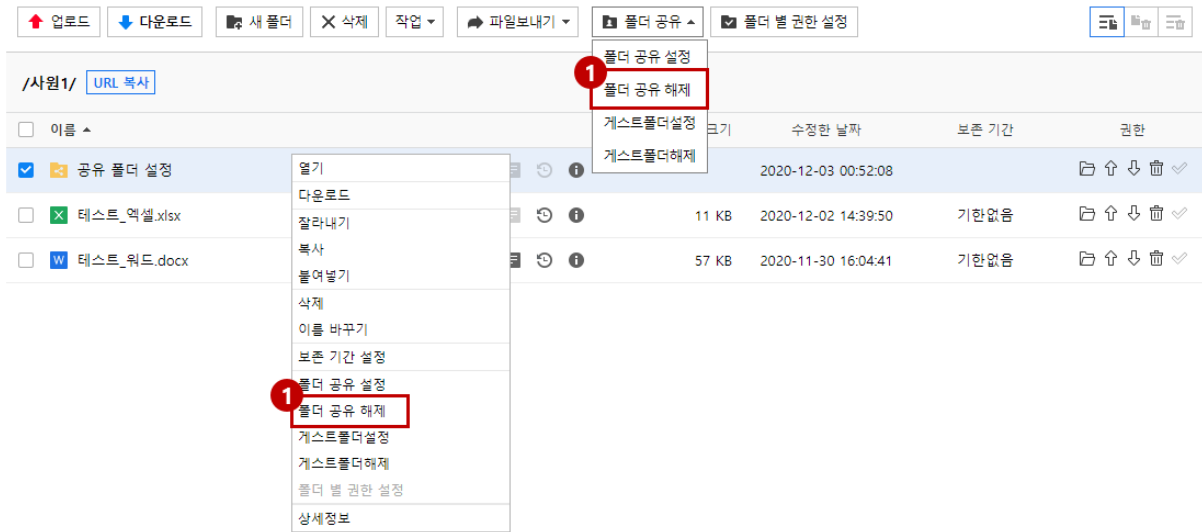 업로드 다운로드 새 폴더 삭제 작업 파일보내기 폴더 공유 폴더 별 권한 설정
폴더 공유 설정
1
폴더 공유 해제
게스트폴더설정
게스트폴더해제
/사원1/ URL 복사
이름 크기 수정한 날짜 보존 기간 권한
공유 폴더 설정 2020-12-03 00:52:08
테스트_엑셀.xlsx 11 KB 2020-12-02 14:39:50 기한없음
테스트_워드.docx 57 KB 2020-11-30 16:04:41 기한없음
열기
다운로드
잘라내기
복사
붙여넣기
삭제
이름 바꾸기
보존 기간 설정
폴더 공유 설정
1
폴더 공유 해제
게스트폴더설정
게스트폴더해제
폴더 별 권한 설정
상세정보